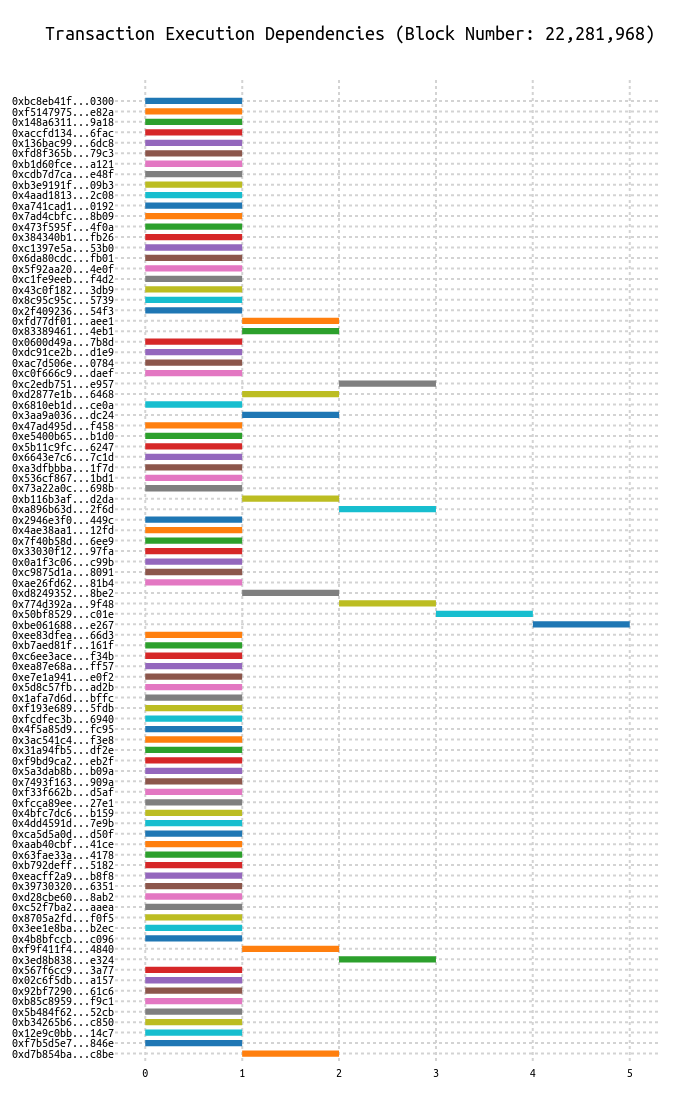 Transaction Execution Dependencies (Block Number: 22,281,968)
0xbc8eb41f...0300
0xf5147975...e82a
0x148a6311...9a18
0xaccfd134...6fac
0x136bac99...6dc8
0xfd8f365b...79c3
0xb1d60fce...a121
0xcdb7d7ca...e48f
0xb3e9191f...09b3
0x4aad1813...2c08
0xa741cad1...0192
0x7ad4cbfc...8b09
0x473f595f...4f0a
0x384340b1...fb26
0xc1397e5a...53b0
0x6da80cdc...fb01
0x5f92aa20...4e0f
0xc1fe9eeb...f4d2
0x43c0f182...3db9
0x8c95c95c...5739
0x2f409236...54f3
0xfd77df01...aee1
0x83389461...4eb1
0x0600d49a...7b8d
0xdc91ce2b...d1e9
0xac7d506e...0784
0xc0f666c9...daef
0xc2edb751...e957
0xd2877e1b...6468
0x6810eb1d...ce0a
0x3aa9a036...dc24
0x47ad495d...f458
0xe5400b65...b1d0
0x5b11c9fc...6247
0x6643e7c6...7c1d
0xa3dfbbba...1f7d
0x536cf867...1bd1
0x73a22a0c...698b
0xb116b3af...d2da
0xa896b63d...2f6d
0x2946e3f0...449c
0x4ae38aa1...12fd
0x7f40b58d...6ee9
0x33030f12...97fa
0x0a1f3c06...c99b
0xc9875d1a...8091
0xae26fd62...81b4
0xd8249352...8be2
0x774d392a...9f48
0x50bf8529...c01e
0xbe061688...e267
0xee83dfea...66d3
0xb7aed81f...161f
0xc6ee3ace...f34b
0xea87e68a...ff57
0xe7e1a941...e0f2
0x5d8c57fb...ad2b
0x1afa7d6d...bffc
0xf193e689...5fdb
0xfcdfec3b...6940
0x4f5a85d9...fc95
0x3ac541c4...f3e8
0x31a94fb5...df2e
0xf9bd9ca2...eb2f
0x5a3dab8b...b09a
0x7493f163...909a
0xf33f662b...d5af
0xfcca89ee...27e1
0x4bfc7dc6...b159
0x4dd4591d...7e9b
0xca5d5a0d...d50f
0xaab40cbf...41ce
0x63fae33a...4178
0xb792deff...5182
0xeacff2a9...b8f8
0x39730320...6351
0xd28cbe60...8ab2
0xc52f7ba2...aaea
0x8705a2fd...f0f5
0x3ee1e8ba...b2ec
0x4b8bfccb...c096
0xf9f411f4...4840
0x3ed8b838...e324
0x567f6cc9...3a77
0x02c6f5db...a157
0x92bf7290...61c6
0xb85c8959...f9c1
0x5b484f62...52cb
0xb34265b6...c850
0x12e9c0bb...14c7
0xf7b5d5e7...846e
0xd7b854ba...c8be
0 1 2 3 4 5